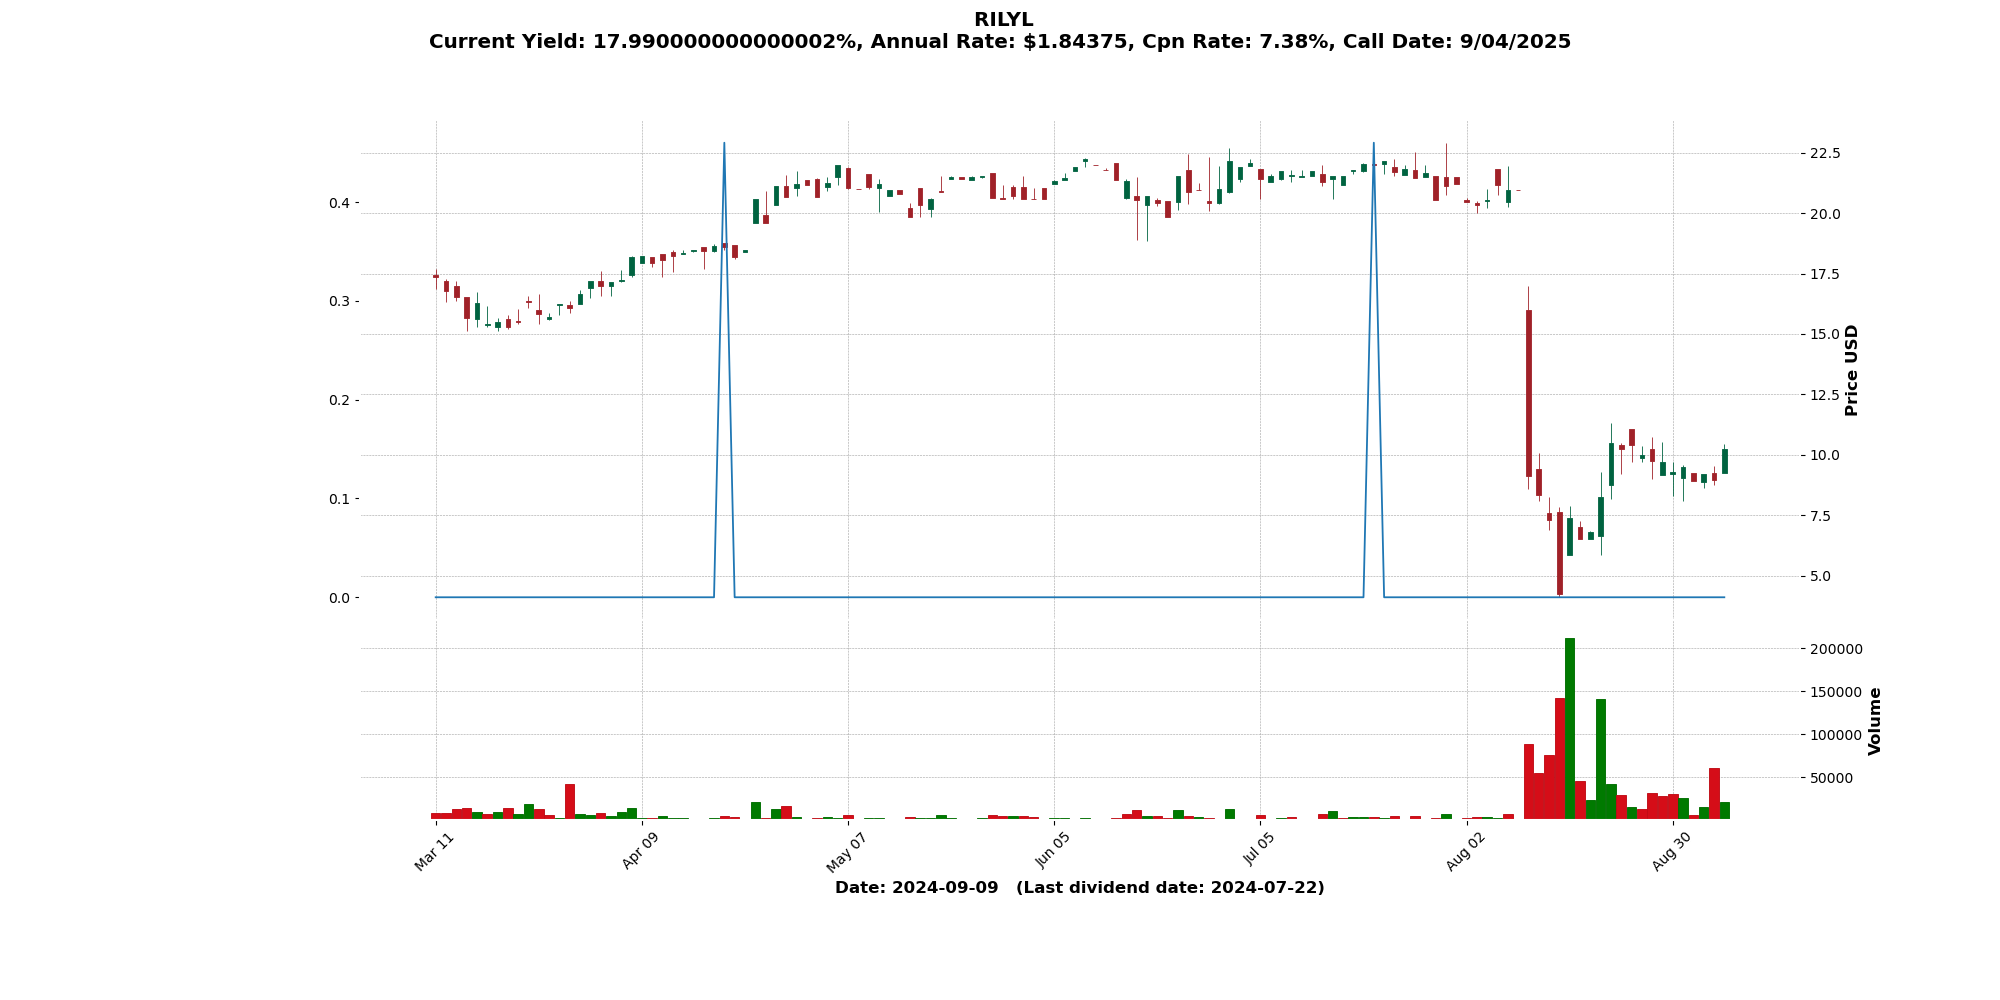 RILYL
Current Yield: 17.990000000000002%, Annual Rate: $1.84375, Cpn Rate: 7.38%, Call Date: 9/04/2025
0.4
0.3
0.2
0.1
0.0
22.5
20.0
17.5
15.0
12.5
10.0
7.5
5.0
Price USD
200000
150000
100000
50000
Volume
Mar 11
Apr 09
May 07
Jun 05
Jul 05
Aug 02
Aug 30
Date: 2024-09-09   (Last dividend date: 2024-07-22)